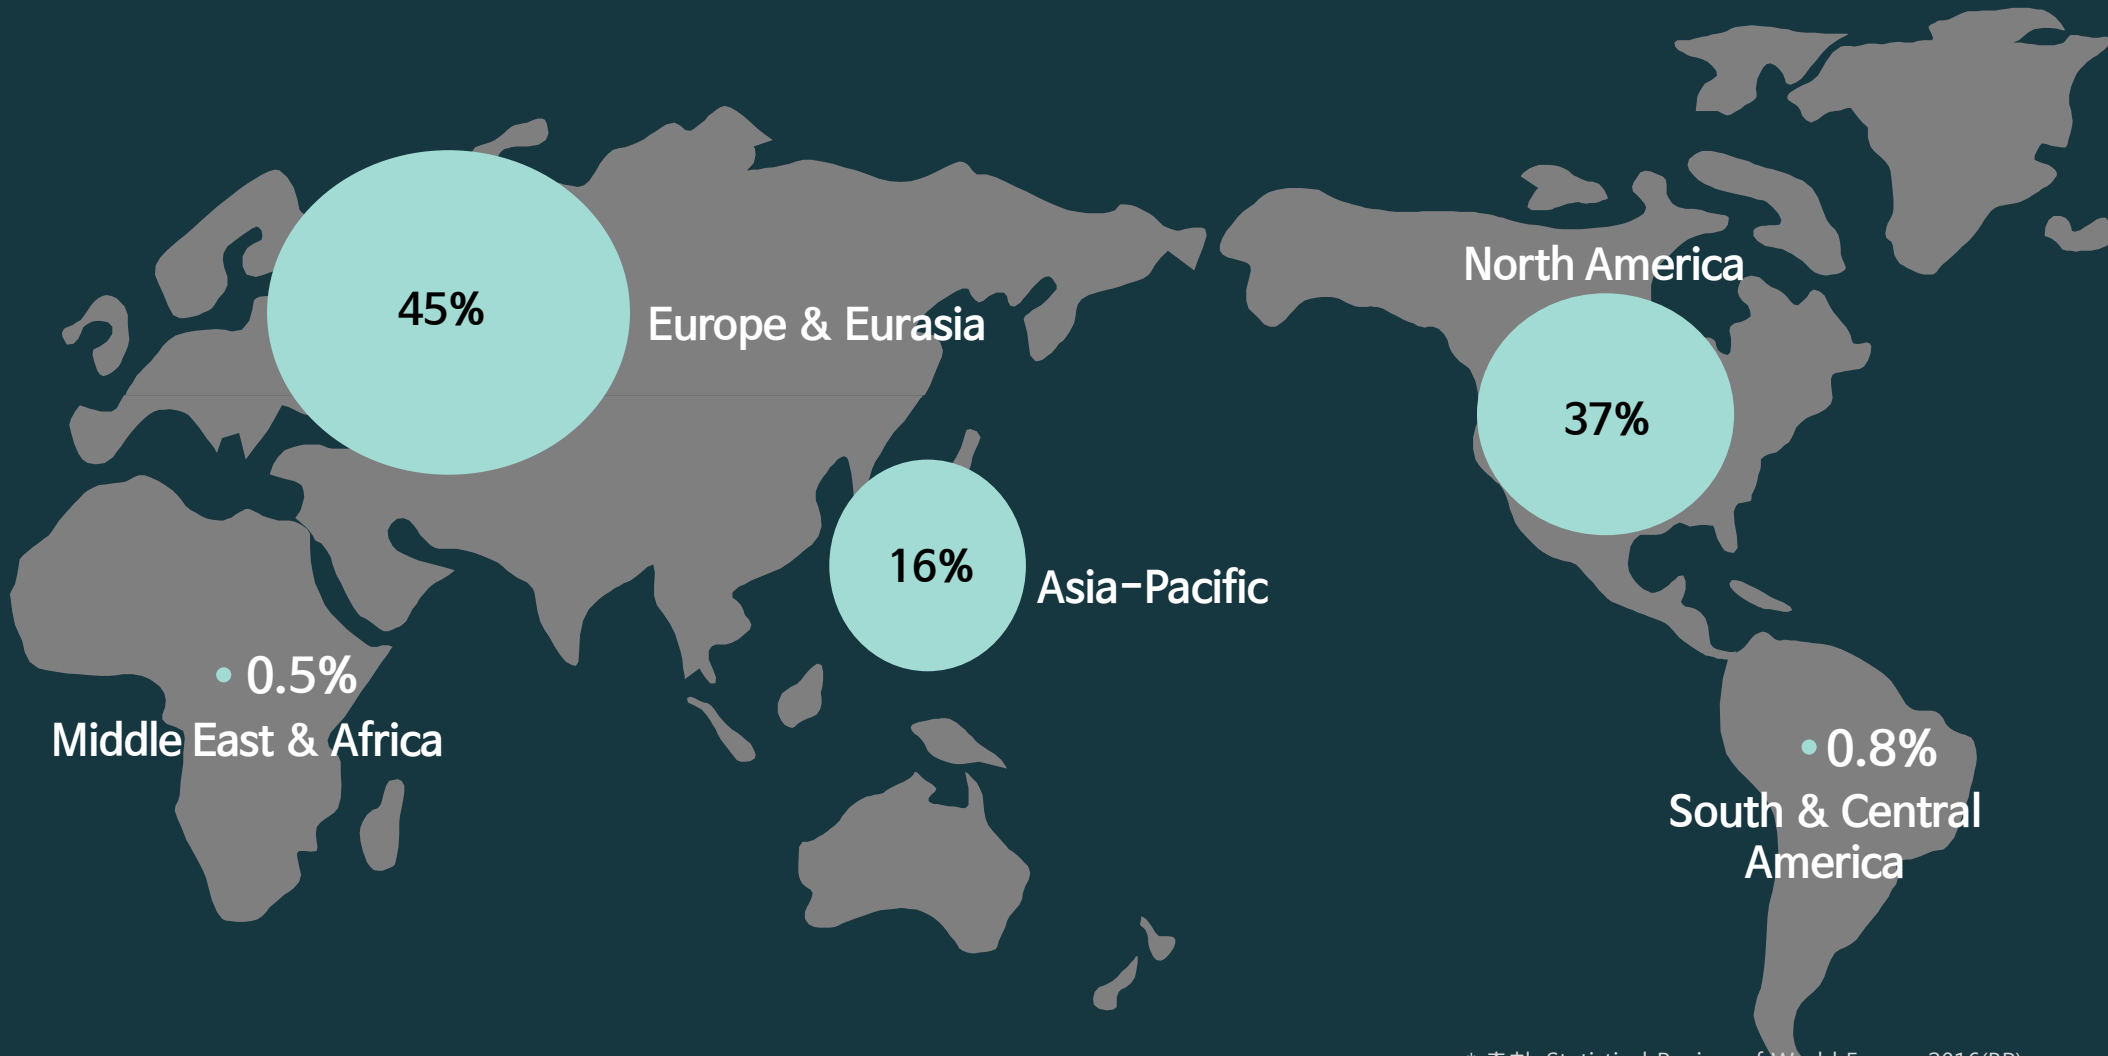 North America
45%
Europe & Eurasia
37%
16%
Asia-Pacific
0.5%
Middle East & Africa
0.8%
South & Central
America